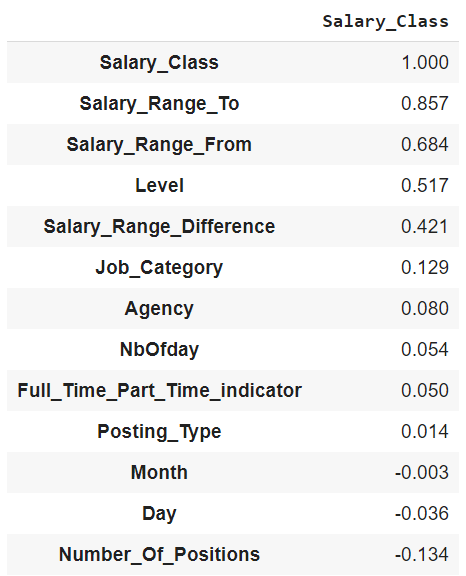 Salary_Class
Salary_Class 1.000
Salary_Range_To 0.857
Salary_Range_From 0.684
Level 0.517
Salary_Range_Difference 0.421
Job_Category 0.129
Agency 0.080
NbOfday 0.054
Full_Time_Part_Time_indicator 0.050
Posting_Type 0.014
Month -0.003
Day -0.036
Number_Of_Positions -0.134